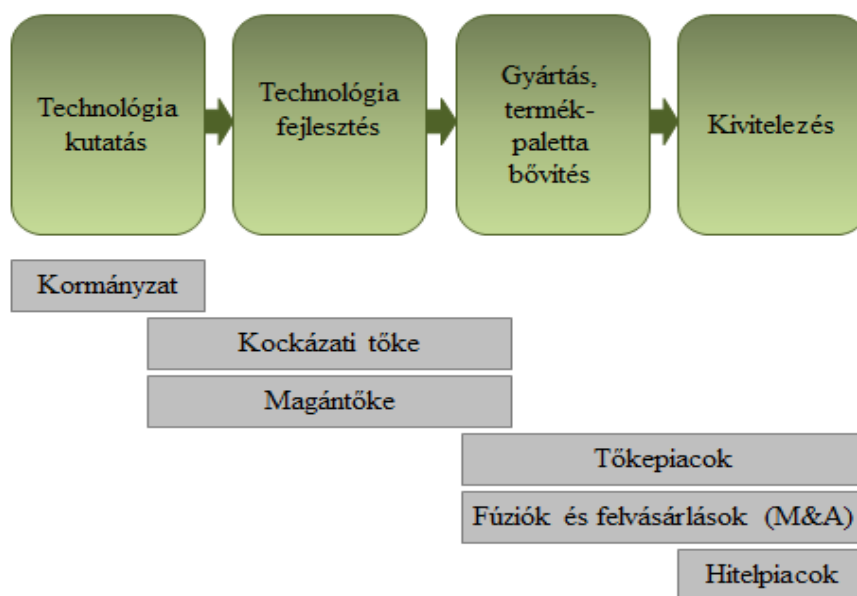 Technológia
kutatás
Technológia
fejlesztés
Gyártás,
termék-
paletta
bővítés
Kivitelezés
Kormányzat
Kockázati tőke
Magántőke
Tőkepiacok
Fúziók és felvásárlások (M&A)
Hitelpiacok